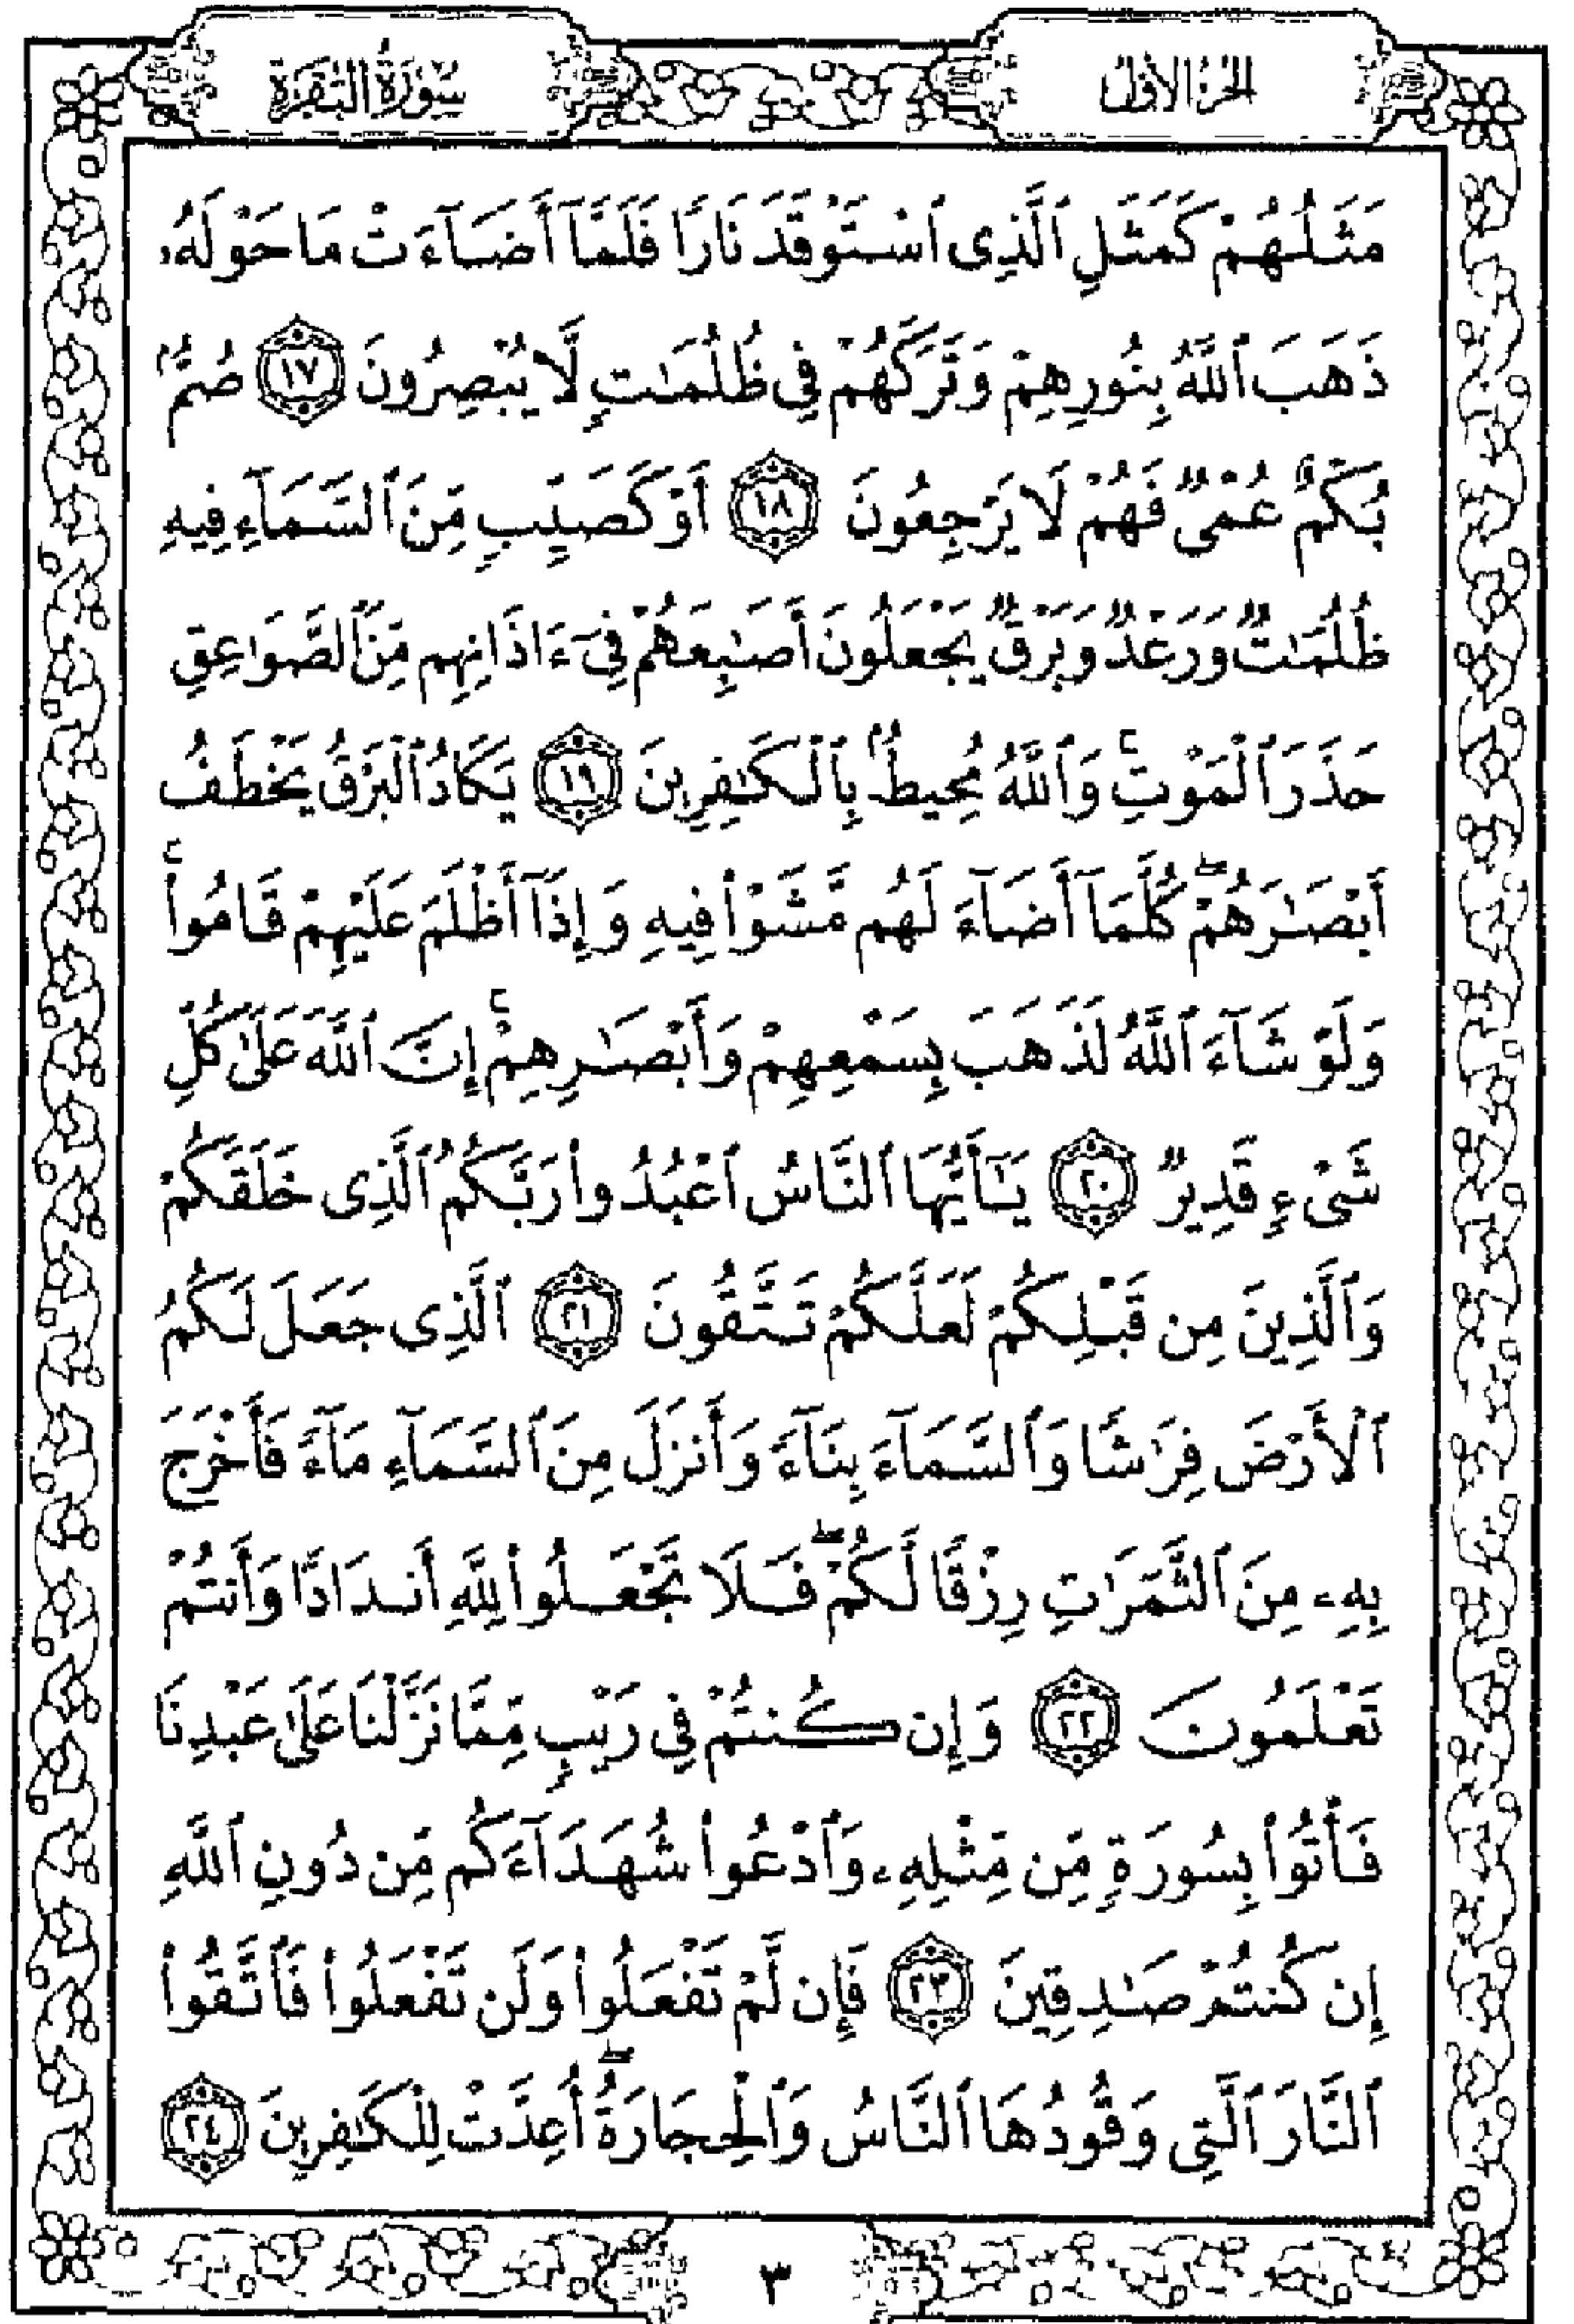 الجزء الأول
سورة البقرة
مَثَلُهُمْ كَمَثَلِ ٱلَّذِى ٱسْتَوْقَدَ نَارًا فَلَمَّآ أَضَآءَتْ مَا حَوْلَهُۥ
ذَهَبَ ٱللَّهُ بِنُورِهِمْ وَتَرَكَهُمْ فِى ظُلُمَـٰتٍ لَّا يُبْصِرُونَ ١٧ صُمٌّۢ
بُكْمٌ عُمْىٌ فَهُمْ لَا يَرْجِعُونَ ١٨ أَوْ كَصَيِّبٍ مِّنَ ٱلسَّمَآءِ فِيهِ
ظُلُمَـٰتٌ وَرَعْدٌ وَبَرْقٌ يَجْعَلُونَ أَصَـٰبِعَهُمْ فِىٓ ءَاذَانِهِم مِّنَ ٱلصَّوَٰعِقِ
حَذَرَ ٱلْمَوْتِ ۚ وَٱللَّهُ مُحِيطٌۢ بِٱلْكَـٰفِرِينَ ١٩ يَكَادُ ٱلْبَرْقُ يَخْطَفُ
أَبْصَـٰرَهُمْ ۖ كُلَّمَآ أَضَآءَ لَهُم مَّشَوْا۟ فِيهِ وَإِذَآ أَظْلَمَ عَلَيْهِمْ قَامُوا۟ ۚ
وَلَوْ شَآءَ ٱللَّهُ لَذَهَبَ بِسَمْعِهِمْ وَأَبْصَـٰرِهِمْ ۚ إِنَّ ٱللَّهَ عَلَىٰ كُلِّ
شَىْءٍ قَدِيرٌ ٢٠ يَـٰٓأَيُّهَا ٱلنَّاسُ ٱعْبُدُوا۟ رَبَّكُمُ ٱلَّذِى خَلَقَكُمْ
وَٱلَّذِينَ مِن قَبْلِكُمْ لَعَلَّكُمْ تَتَّقُونَ ٢١ ٱلَّذِى جَعَلَ لَكُمُ
ٱلْأَرْضَ فِرَٰشًا وَٱلسَّمَآءَ بِنَآءً وَأَنزَلَ مِنَ ٱلسَّمَآءِ مَآءً فَأَخْرَجَ
بِهِۦ مِنَ ٱلثَّمَرَٰتِ رِزْقًا لَّكُمْ ۖ فَلَا تَجْعَلُوا۟ لِلَّهِ أَندَادًا وَأَنتُمْ
تَعْلَمُونَ ٢٢ وَإِن كُنتُمْ فِى رَيْبٍ مِّمَّا نَزَّلْنَا عَلَىٰ عَبْدِنَا
فَأْتُوا۟ بِسُورَةٍ مِّن مِّثْلِهِۦ وَٱدْعُوا۟ شُهَدَآءَكُم مِّن دُونِ ٱللَّهِ
إِن كُنتُمْ صَـٰدِقِينَ ٢٣ فَإِن لَّمْ تَفْعَلُوا۟ وَلَن تَفْعَلُوا۟ فَٱتَّقُوا۟
ٱلنَّارَ ٱلَّتِى وَقُودُهَا ٱلنَّاسُ وَٱلْحِجَارَةُ ۖ أُعِدَّتْ لِلْكَـٰفِرِينَ ٢٤
٣